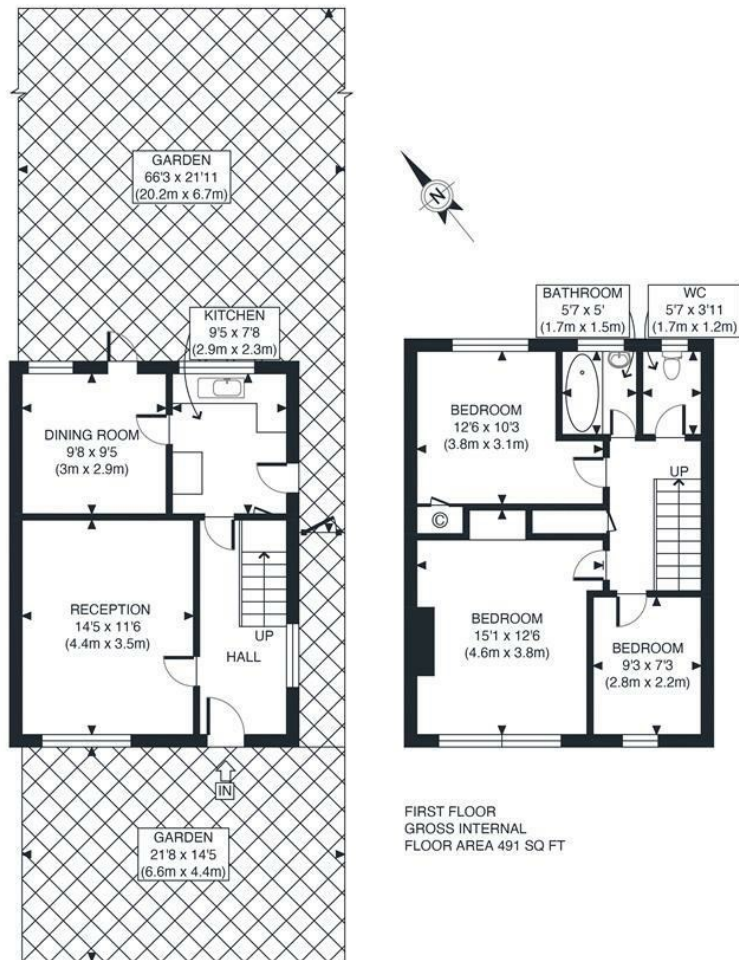 GARDEN
66'3 x 21'11
(20.2m x 6.7m)
N
KITCHEN
9'5 x 7'8
(2.9m x 2.3m)
DINING ROOM
9'8 x 9'5
(3m x 2.9m)
RECEPTION
14'5 x 11'6
(4.4m x 3.5m)
UP
HALL
IN
GARDEN
21'8 x 14'5
(6.6m x 4.4m)
BATHROOM
5'7 x 5'
(1.7m x 1.5m)
WC
5'7 x 3'11
(1.7m x 1.2m)
BEDROOM
12'6 x 10'3
(3.8m x 3.1m)
UP
C
BEDROOM
15'1 x 12'6
(4.6m x 3.8m)
BEDROOM
9'3 x 7'3
(2.8m x 2.2m)
FIRST FLOOR
GROSS INTERNAL
FLOOR AREA 491 SQ FT